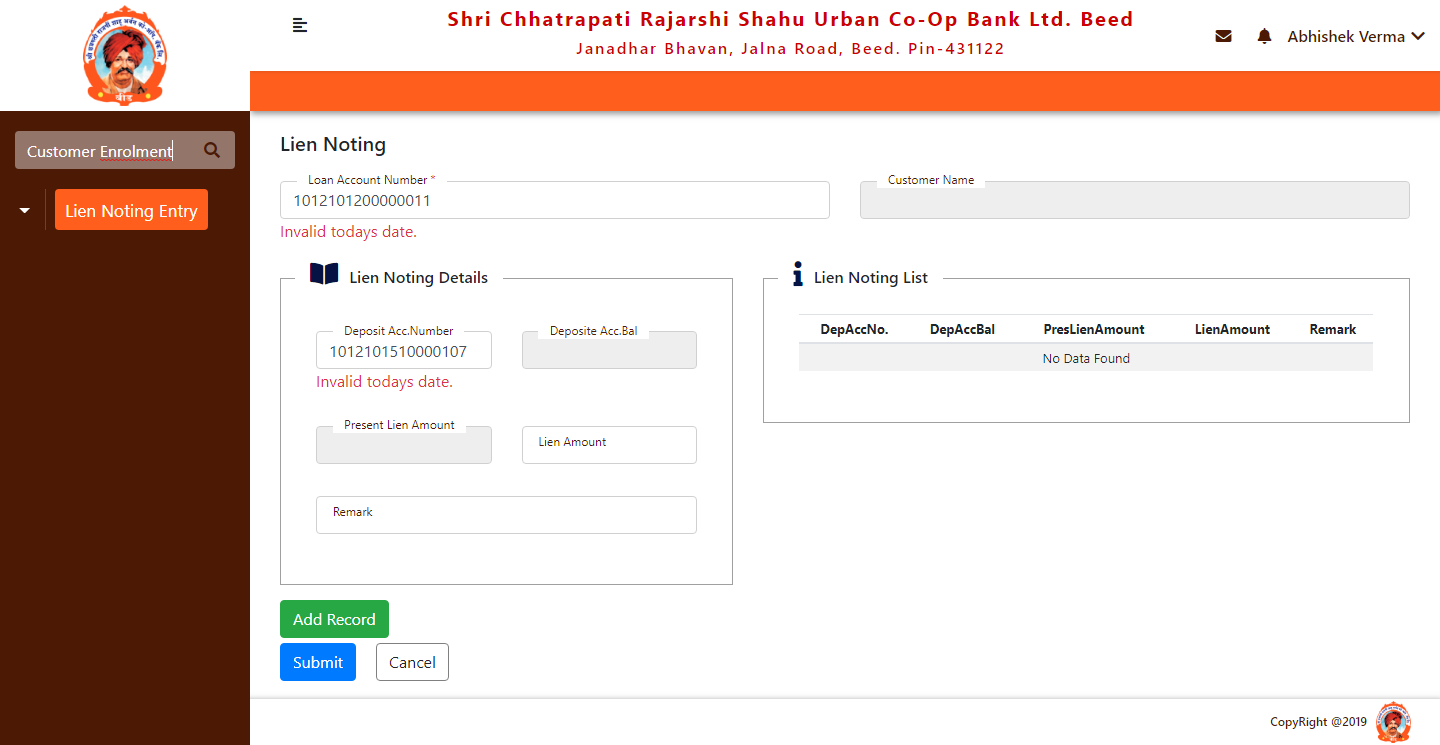 Shri Chhatrapati Rajarshi Shahu Urban Co-Op Bank Ltd. Beed
Janadhar Bhavan, Jalna Road, Beed. Pin-431122
Abhishek Verma
बीड
Customer Enrolment
Lien Noting Entry
Lien Noting
Loan Account Number *
1012101200000011
Invalid todays date.
Customer Name
Lien Noting Details
Deposit Acc.Number
1012101510000107
Invalid todays date.
Deposite Acc.Bal
Present Lien Amount
Lien Amount
Remark
Lien Noting List
DepAccNo. DepAccBal PresLienAmount LienAmount Remark
No Data Found
Add Record
Submit Cancel
CopyRight @2019